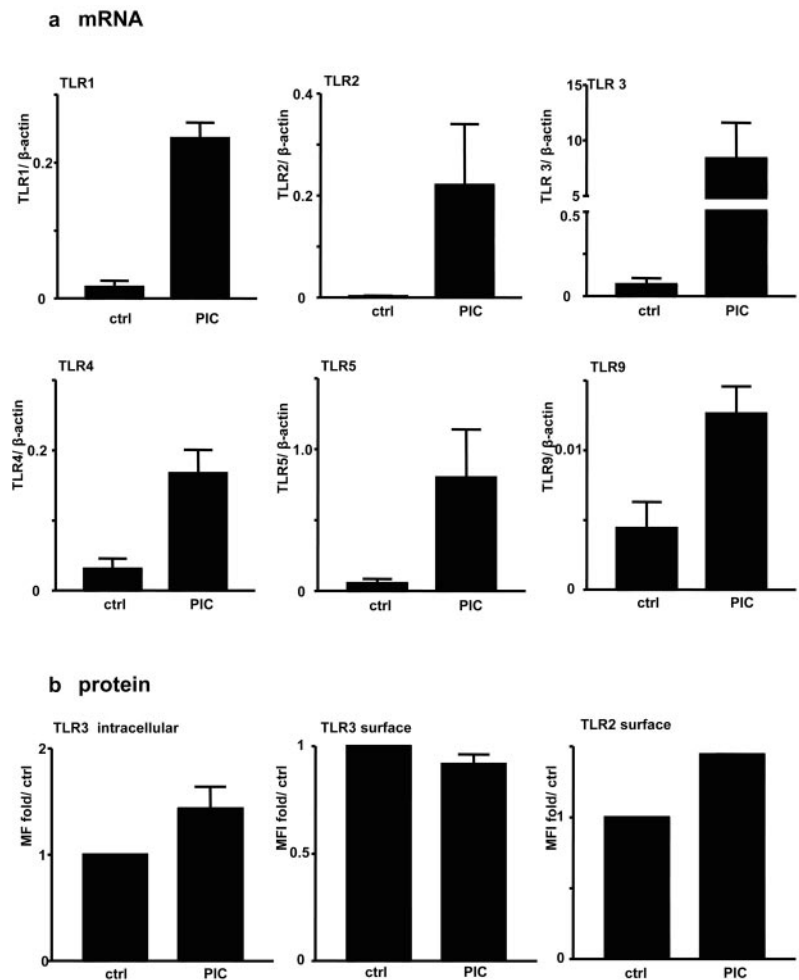 a mRNA
TLR1
TLR1/ β-actin
0.2
0
ctrl PIC
TLR2
TLR2/ β-actin
0.4
0.2
0
ctrl PIC
TLR 3
TLR 3/ β-actin
15
10
5
0.5
0
ctrl PIC
TLR4
TLR4/ β-actin
0.2
0
ctrl PIC
TLR5
TLR5/ β-actin
1.0
0
ctrl PIC
TLR9
TLR9/ β-actin
0.01
0
ctrl PIC
b protein
TLR3 intracellular
MF fold/ ctrl
2
1
0
ctrl PIC
TLR3 surface
MFI fold/ ctrl
1
0.5
0
ctrl PIC
TLR2 surface
MFI fold/ ctrl
1
0
ctrl PIC